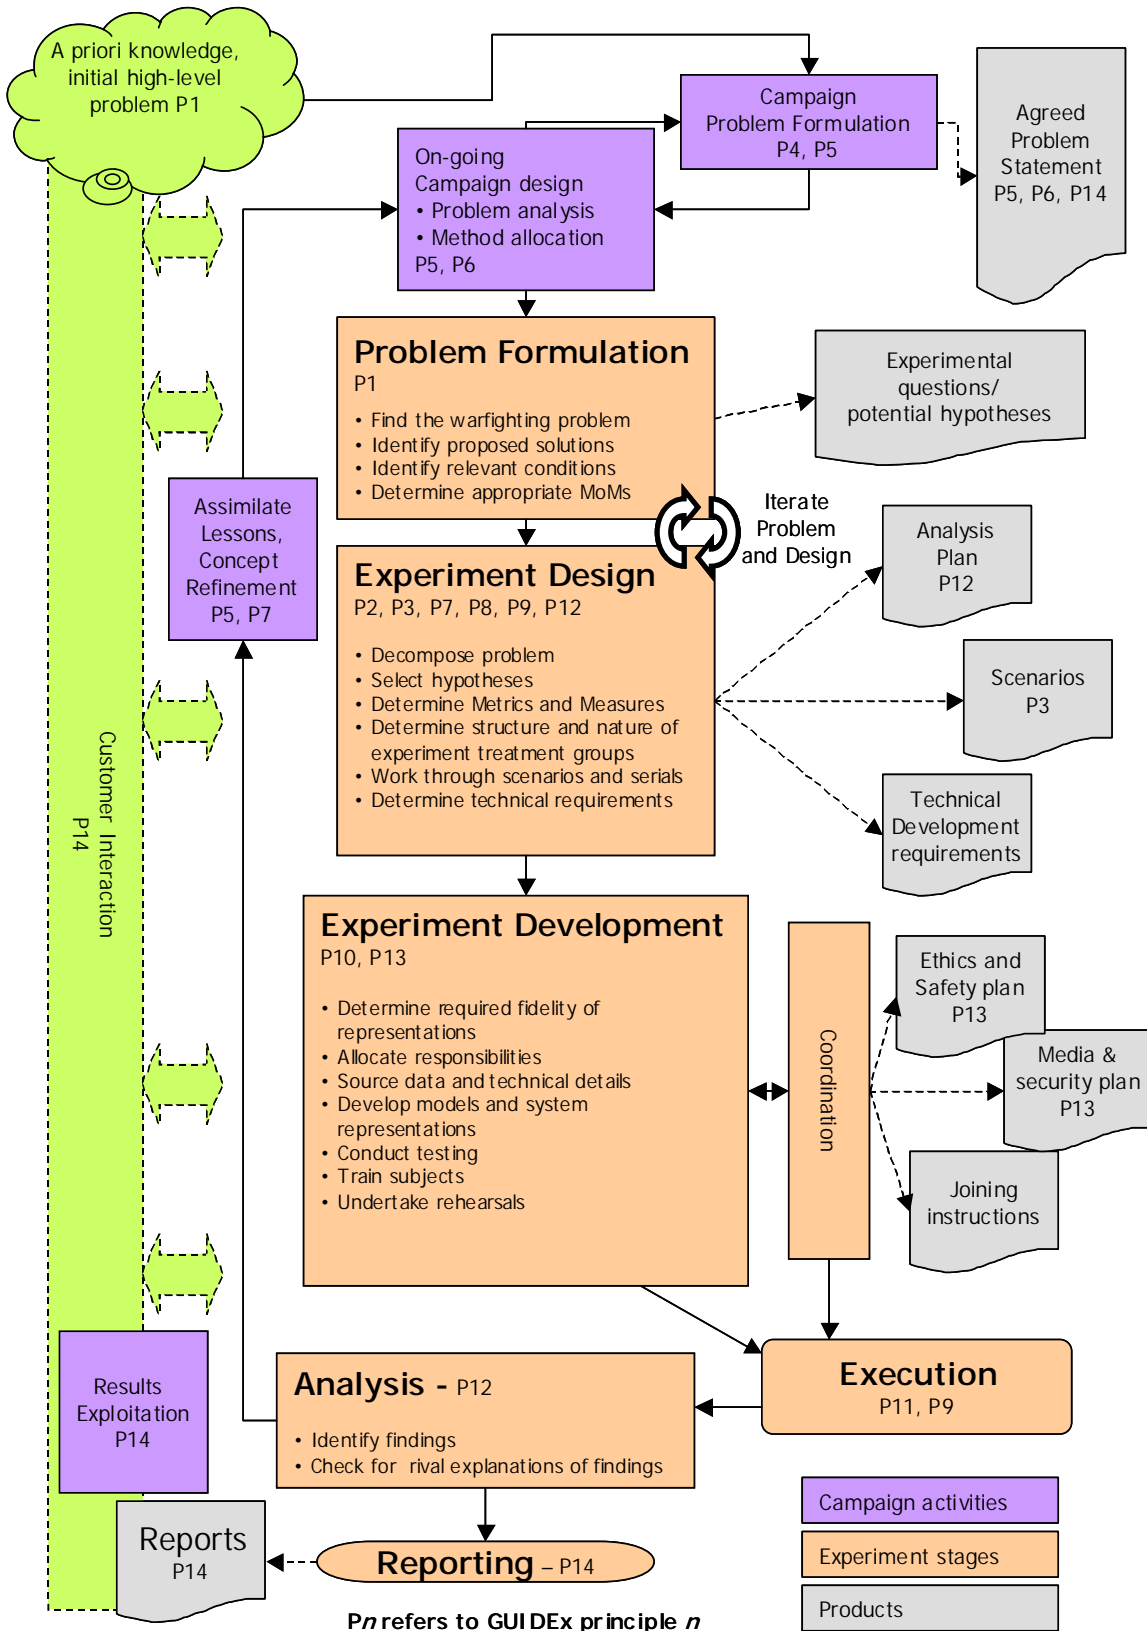 A priori knowledge,
initial high-level
problem P1
Campaign
Problem Formulation
P4, P5
Agreed
Problem
Statement
P5, P6, P14
On-going
Campaign design
• Problem analysis
• Method allocation
P5, P6
Problem Formulation
P1
• Find the warfighting problem
• Identify proposed solutions
• Identify relevant conditions
• Determine appropriate MoMs
Experimental
questions/
potential hypotheses
Iterate
Problem
and Design
Assimilate
Lessons,
Concept
Refinement
P5, P7
Experiment Design
P2, P3, P7, P8, P9, P12
• Decompose problem
• Select hypotheses
• Determine Metrics and Measures
• Determine structure and nature of
experiment treatment groups
• Work through scenarios and serials
• Determine technical requirements
Analysis
Plan
P12
Scenarios
P3
Technical
Development
requirements
Customer Interaction
P14
Experiment Development
P10, P13
• Determine required fidelity of
representations
• Allocate responsibilities
• Source data and technical details
• Develop models and system
representations
• Conduct testing
• Train subjects
• Undertake rehearsals
Coordination
Ethics and
Safety plan
P13
Media &
security plan
P13
Joining
instructions
Execution
P11, P9
Analysis - P12
• Identify findings
• Check for rival explanations of findings
Results
Exploitation
P14
Reports
P14
Reporting – P14
Pn refers to GUIDEx principle n
Campaign activities
Experiment stages
Products